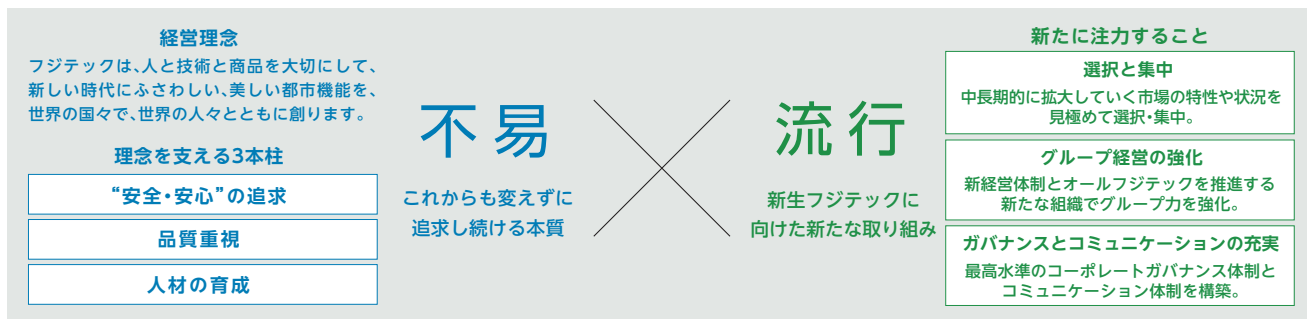 経営理念
フジテックは、人と技術と商品を大切にして、
新しい時代にふさわしい、美しい都市機能を、
世界の国々で、世界の人々とともに創ります。
理念を支える3本柱
“安全・安心”の追求
品質重視
人材の育成
不易
これからも変えずに
追求し続ける本質
流行
新生フジテックに
向けた新たな取り組み
新たに注力すること
選択と集中
中長期的に拡大していく市場の特性や状況を
見極めて選択・集中。
グループ経営の強化
新経営体制とオールフジテックを推進する
新たな組織でグループ力を強化。
ガバナンスとコミュニケーションの充実
最高水準のコーポレートガバナンス体制と
コミュニケーション体制を構築。